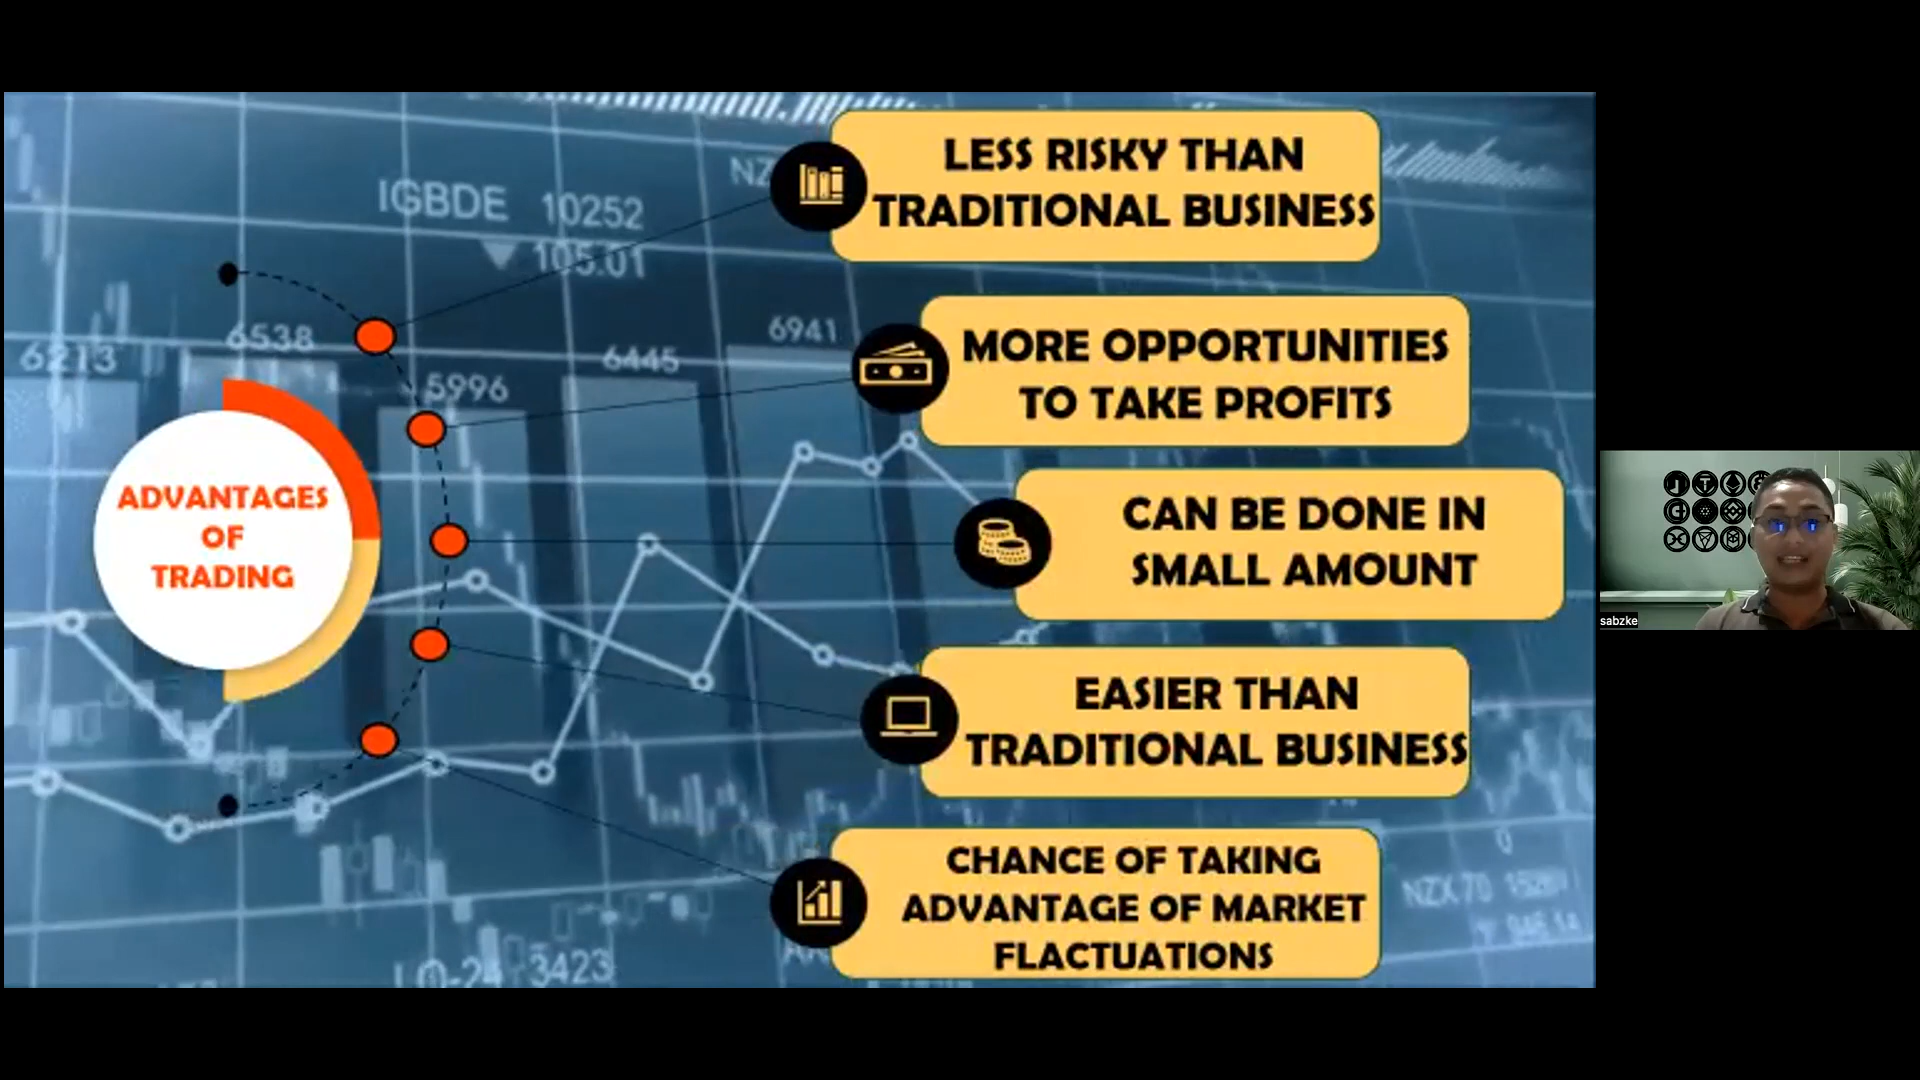 ADVANTAGES
OF
TRADING
LESS RISKY THAN
TRADITIONAL BUSINESS
MORE OPPORTUNITIES
TO TAKE PROFITS
CAN BE DONE IN
SMALL AMOUNT
EASIER THAN
TRADITIONAL BUSINESS
CHANCE OF TAKING
ADVANTAGE OF MARKET
FLACTUATIONS
IGBDE 10252
105.01
6213
6538
5996
6445
6941
3423
NZX 70
sabzke